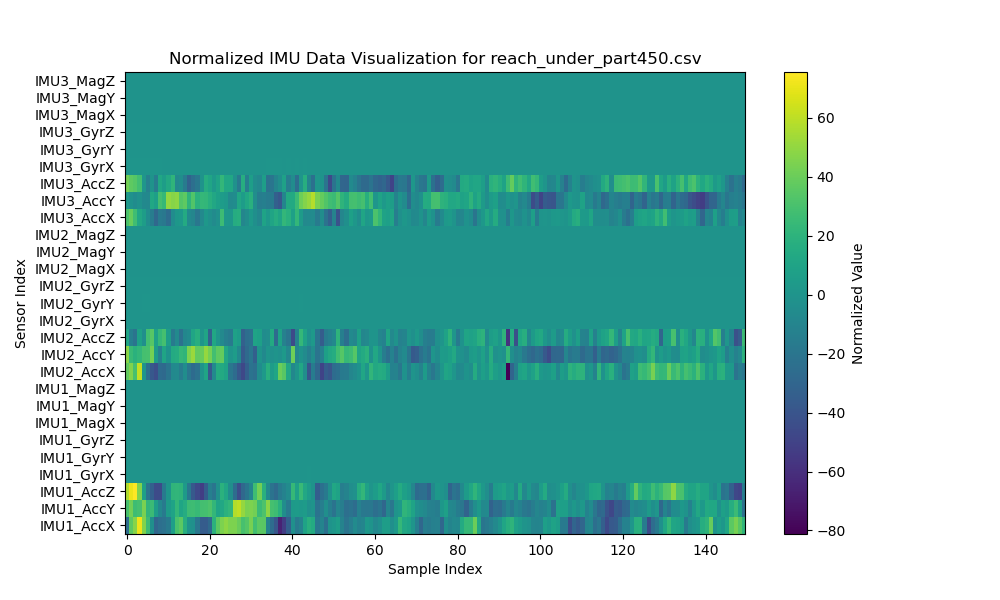 Normalized IMU Data Visualization for reach_under_part450.csv
IMU3_MagZ
IMU3_MagY
IMU3_MagX
IMU3_GyrZ
IMU3_GyrY
IMU3_GyrX
IMU3_AccZ
IMU3_AccY
IMU3_AccX
IMU2_MagZ
IMU2_MagY
IMU2_MagX
IMU2_GyrZ
IMU2_GyrY
IMU2_GyrX
IMU2_AccZ
IMU2_AccY
IMU2_AccX
IMU1_MagZ
IMU1_MagY
IMU1_MagX
IMU1_GyrZ
IMU1_GyrY
IMU1_GyrX
IMU1_AccZ
IMU1_AccY
IMU1_AccX
Sensor Index
0 20 40 60 80 100 120 140
Sample Index
60
40
20
0
−20
−40
−60
−80
Normalized Value